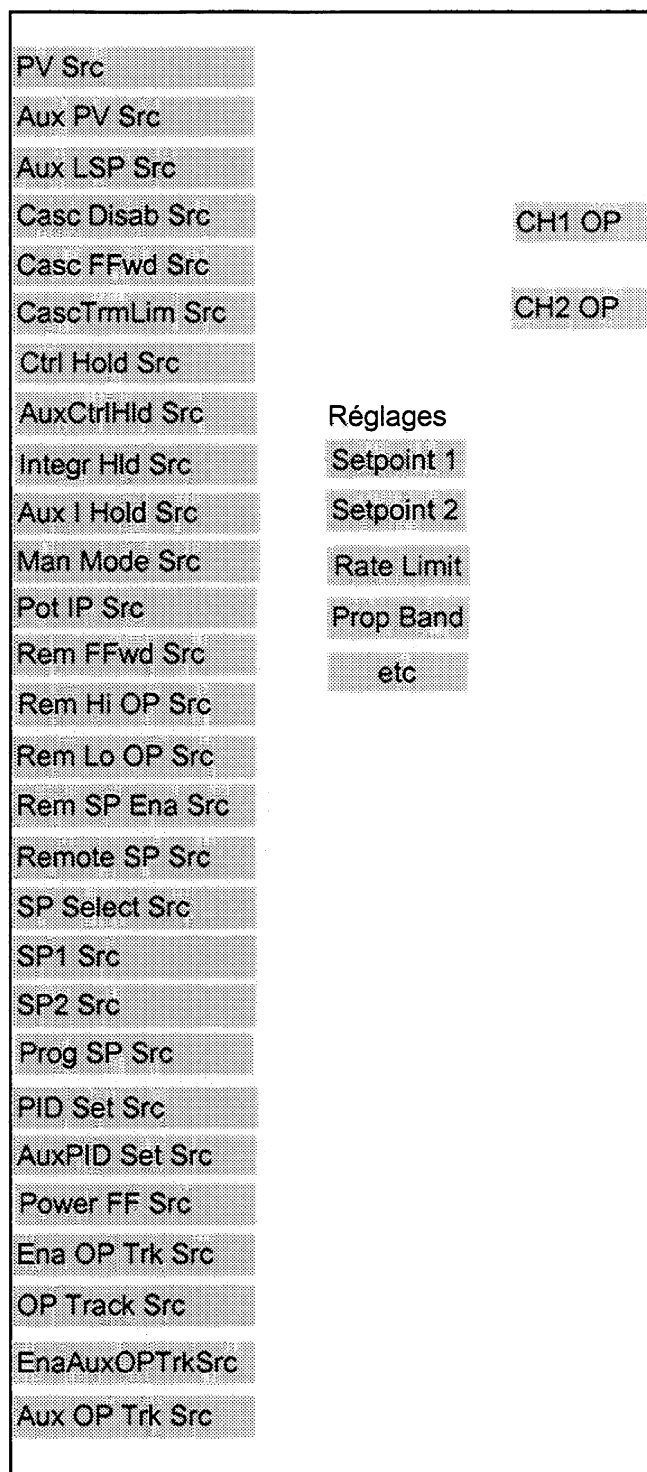 PV Src
Aux PV Src
Aux LSP Src
Casc Disab Src
Casc FFwd Src
CascTrmLim Src
Ctrl Hold Src
AuxCtrlHld Src
Integr Hld Src
Aux I Hold Src
Man Mode Src
Pot IP Src
Rem FFwd Src
Rem Hi OP Src
Rem Lo OP Src
Rem SP Ena Src
Remote SP Src
SP Select Src
SP1 Src
SP2 Src
Prog SP Src
PID Set Src
AuxPID Set Src
Power FF Src
Ena OP Trk Src
OP Track Src
EnaAuxOPTrkSrc
Aux OP Trk Src
Réglages
Setpoint 1
Setpoint 2
Rate Limit
Prop Band
etc
CH1 OP
CH2 OP